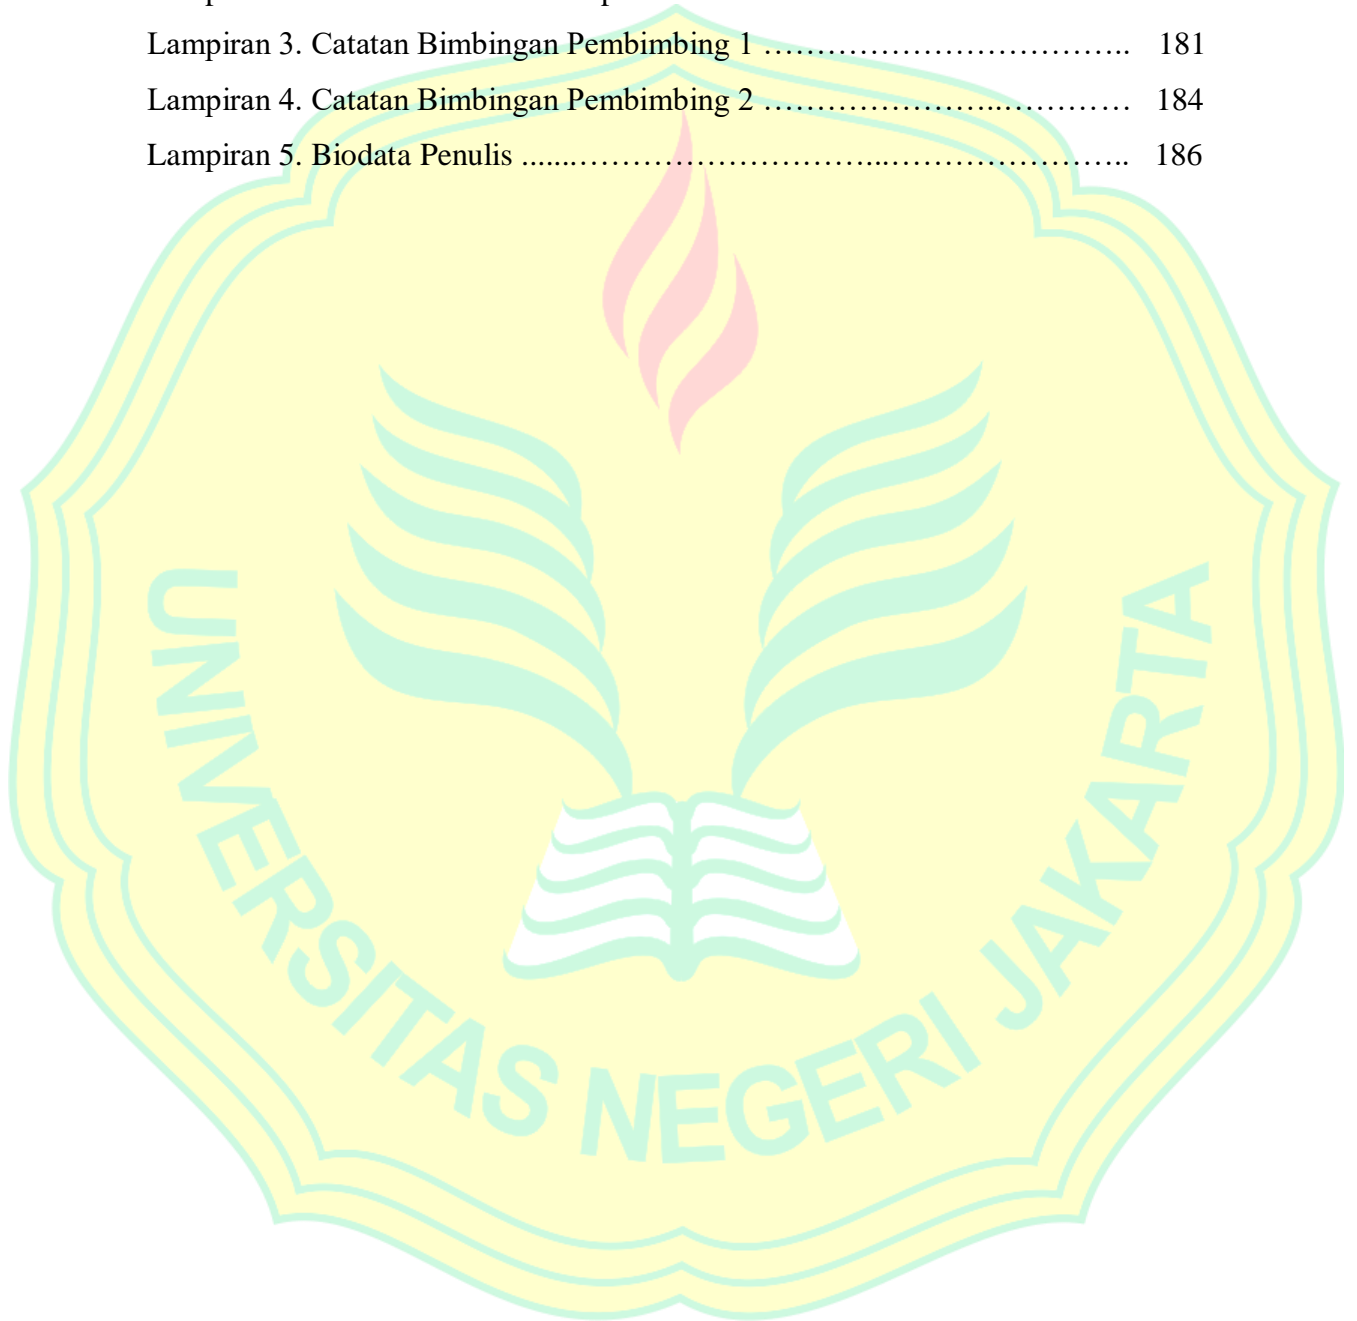 Lampiran 3. Catatan Bimbingan Pembimbing 1 ………………………………….. 181
Lampiran 4. Catatan Bimbingan Pembimbing 2 …………………….………… 184
Lampiran 5. Biodata Penulis .......………………………...………………….. 186
UNIVERSITAS NEGERI JAKARTA